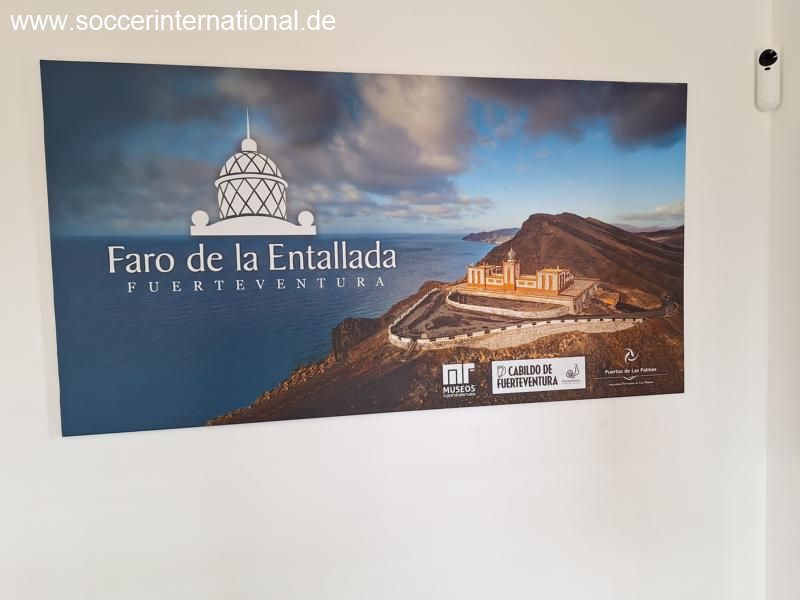 www.soccerinternational.de
Faro de la Entallada
FUERTEVENTURA
MUSEOS
FUERTEVENTURA
CABILDO DE
FUERTEVENTURA
Puertos de Las Palmas